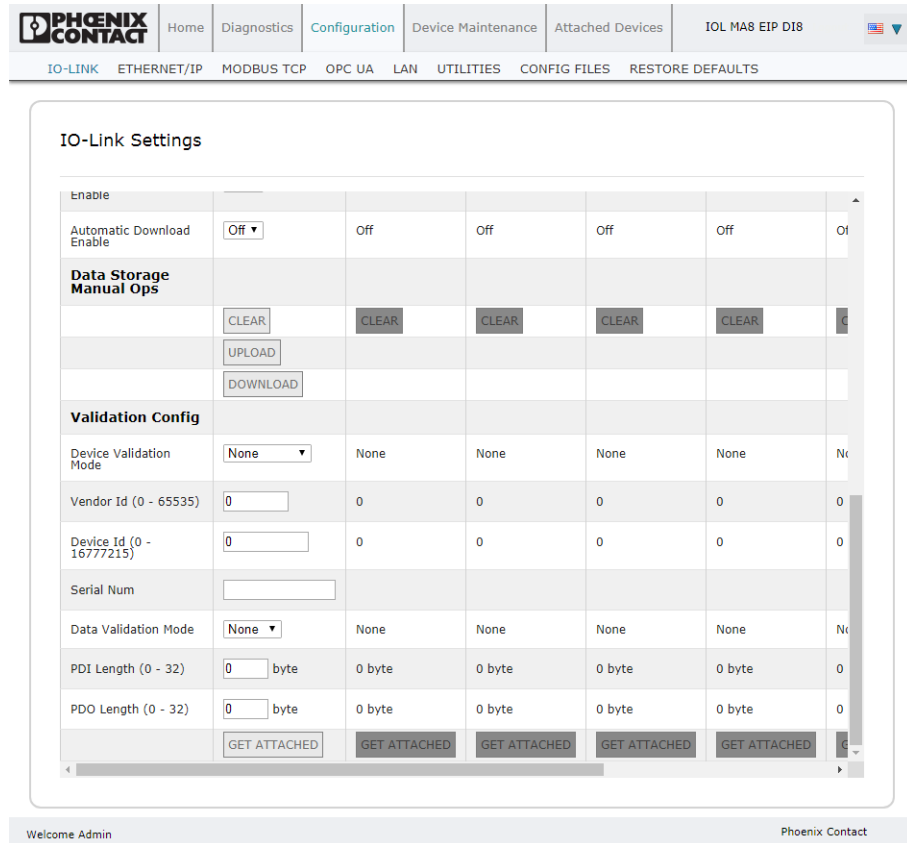 PHŒNIX CONTACT
Home Diagnostics Configuration Device Maintenance Attached Devices IOL MA8 EIP DI8
IO-LINK ETHERNET/IP MODBUS TCP OPC UA LAN UTILITIES CONFIG FILES RESTORE DEFAULTS
IO-Link Settings
Enable
Automatic Download Enable Off Off Off Off Off
Data Storage Manual Ops
CLEAR CLEAR CLEAR CLEAR CLEAR
UPLOAD
DOWNLOAD
Validation Config
Device Validation Mode None None None None None
Vendor Id (0 - 65535) 0 0 0 0 0 0
Device Id (0 - 16777215) 0 0 0 0 0 0
Serial Num
Data Validation Mode None None None None None
PDI Length (0 - 32) 0 byte 0 byte 0 byte 0 byte 0 byte 0
PDO Length (0 - 32) 0 byte 0 byte 0 byte 0 byte 0 byte 0
GET ATTACHED GET ATTACHED GET ATTACHED GET ATTACHED GET ATTACHED
Welcome Admin Phoenix Contact